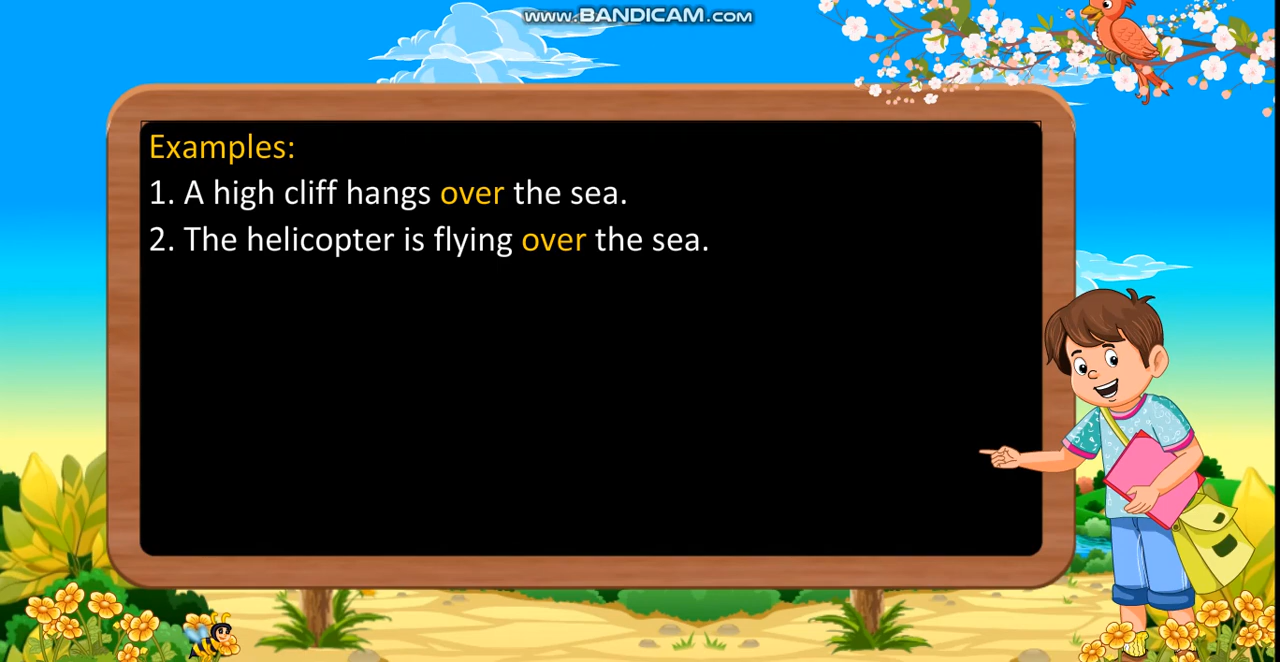 www.BANDICAM.com
Examples:
1. A high cliff hangs over the sea.
2. The helicopter is flying over the sea.